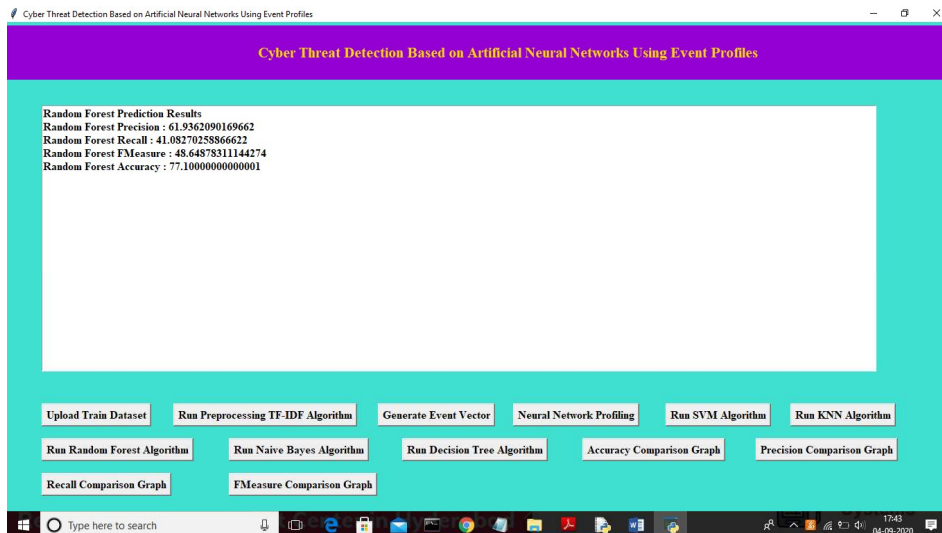 Cyber Threat Detection Based on Artificial Neural Networks Using Event Profiles
Cyber Threat Detection Based on Artificial Neural Networks Using Event Profiles
Random Forest Prediction Results
Random Forest Precision : 61.9362090169662
Random Forest Recall : 41.08270258866622
Random Forest FMeasure : 48.64878311144274
Random Forest Accuracy : 77.10000000000001
Upload Train Dataset
Run Preprocessing TF-IDF Algorithm
Generate Event Vector
Neural Network Profiling
Run SVM Algorithm
Run KNN Algorithm
Run Random Forest Algorithm
Run Naive Bayes Algorithm
Run Decision Tree Algorithm
Accuracy Comparison Graph
Precision Comparison Graph
Recall Comparison Graph
FMeasure Comparison Graph
Type here to search
17:43
04-09-2020